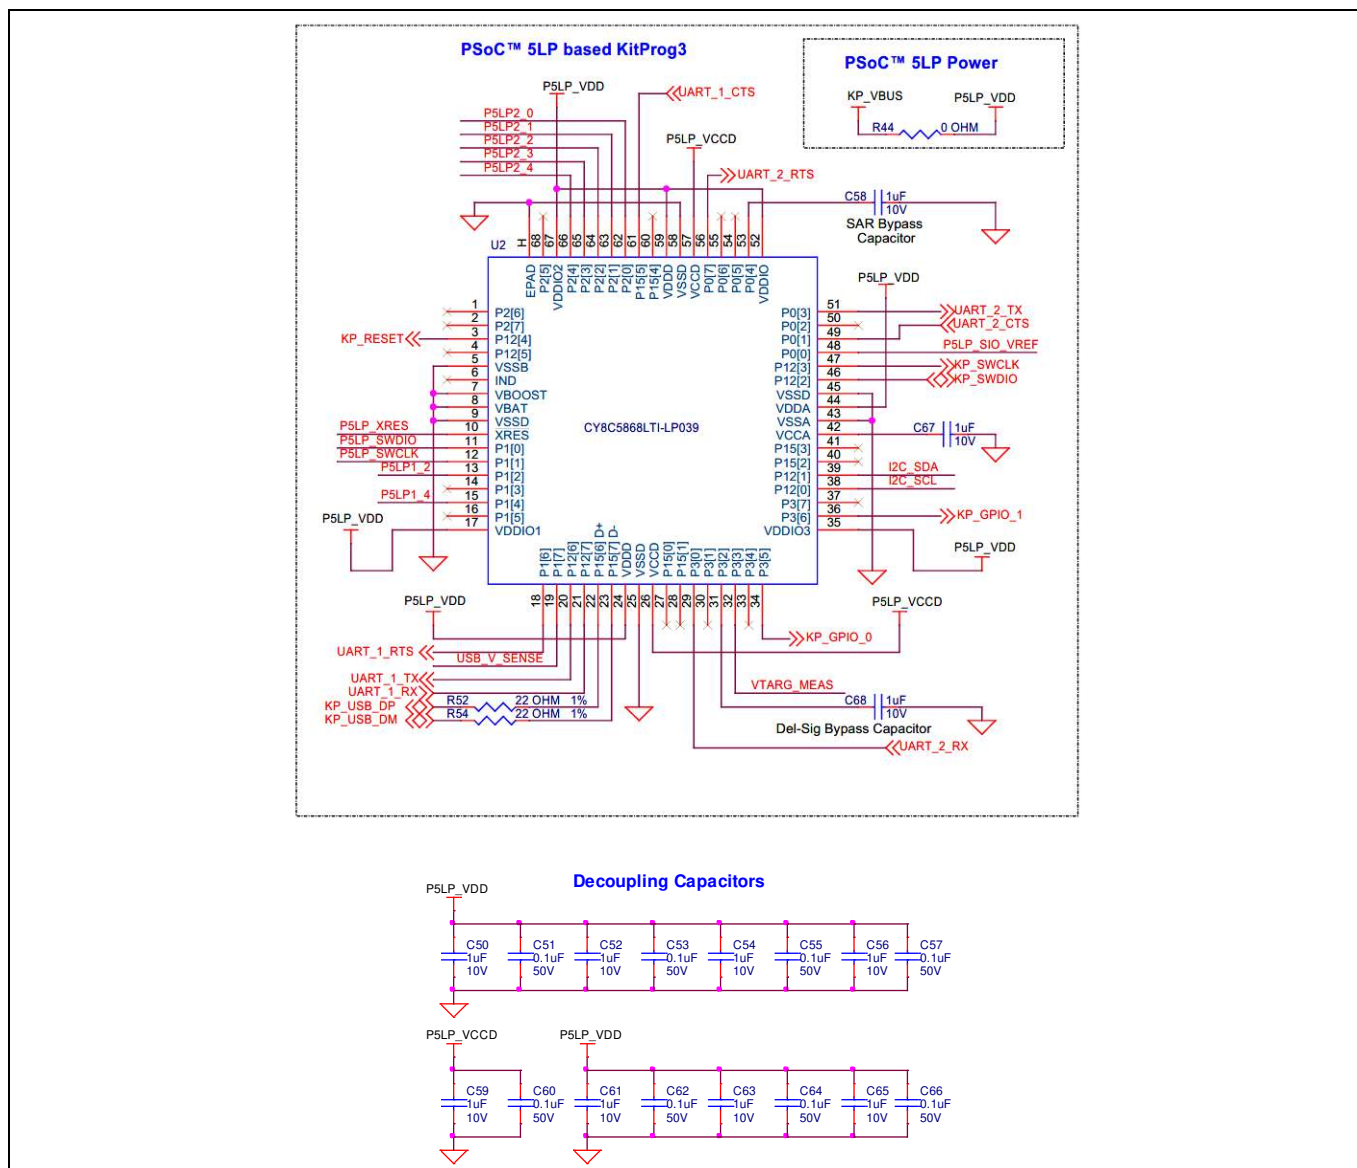 PSoC™ 5LP based KitProg3
PSoC™ 5LP Power
KP_VBUS
P5LP_VDD
R44
0 OHM
P5LP_VDD
UART_1_CTS
P5LP2_0
P5LP2_1
P5LP2_2
P5LP2_3
P5LP2_4
P5LP_VCCD
UART_2_RTS
C58
1uF
10V
SAR Bypass
Capacitor
U2
H 68 67 66 65 64 63 62 61 60 59 58 57 56 55 54 53 52
EPAD
P2[5]
VDDIO2
P2[4]
P2[3]
P2[2]
P2[1]
P2[0]
P15[5]
P15[4]
VDDD
VSSD
VCCD
P0[7]
P0[6]
P0[5]
P0[4]
VDDIO
1 P2[6]
2 P2[7]
KP_RESET 3 P12[4]
4 P12[5]
5 VSSB
6 IND
7 VBOOST
8 VBAT
9 VSSD
P5LP_XRES 10 XRES
P5LP_SWDIO 11 P1[0]
P5LP_SWCLK 12 P1[1]
P5LP1_2 13 P1[2]
14 P1[3]
P5LP1_4 15 P1[4]
16 P1[5]
P5LP_VDD 17 VDDIO1
CY8C5868LTI-LP039
P5LP_VDD
P0[3] 51 UART_2_TX
P0[2] 50
P0[1] 49 UART_2_CTS
P0[0] 48 P5LP_SIO_VREF
P12[3] 47 KP_SWCLK
P12[2] 46 KP_SWDIO
VSSD 45
VDDA 44
VSSA 43
VCCA 42 C67 1uF
10V
P15[3] 41
P15[2] 40
P12[1] 39 I2C_SDA
P12[0] 38 I2C_SCL
P3[7] 37
P3[6] 36 KP_GPIO_1
VDDIO3 35
P5LP_VDD
P1[6]
P1[7]
P12[6]
P12[7]
P15[6] D+
P15[7] D-
VDDD
VSSD
VCCD
P15[0]
P15[1]
P3[0]
P3[1]
P3[2]
P3[3]
P3[4]
P3[5]
18 19 20 21 22 23 24 25 26 27 28 29 30 31 32 33 34
P5LP_VDD
P5LP_VCCD
UART_1_RTS
USB_V_SENSE
UART_1_TX
UART_1_RX
KP_USB_DP R52 22 OHM 1%
KP_USB_DM R54 22 OHM 1%
KP_GPIO_0
VTARG_MEAS
C68 1uF
10V
Del-Sig Bypass Capacitor
UART_2_RX
Decoupling Capacitors
P5LP_VDD
C50 C51 C52 C53 C54 C55 C56 C57
1uF 0.1uF 1uF 0.1uF 1uF 0.1uF 1uF 0.1uF
10V 50V 10V 50V 10V 50V 10V 50V
P5LP_VCCD P5LP_VDD
C59 C60 C61 C62 C63 C64 C65 C66
1uF 0.1uF 1uF 0.1uF 1uF 0.1uF 1uF 0.1uF
10V 50V 10V 50V 10V 50V 10V 50V